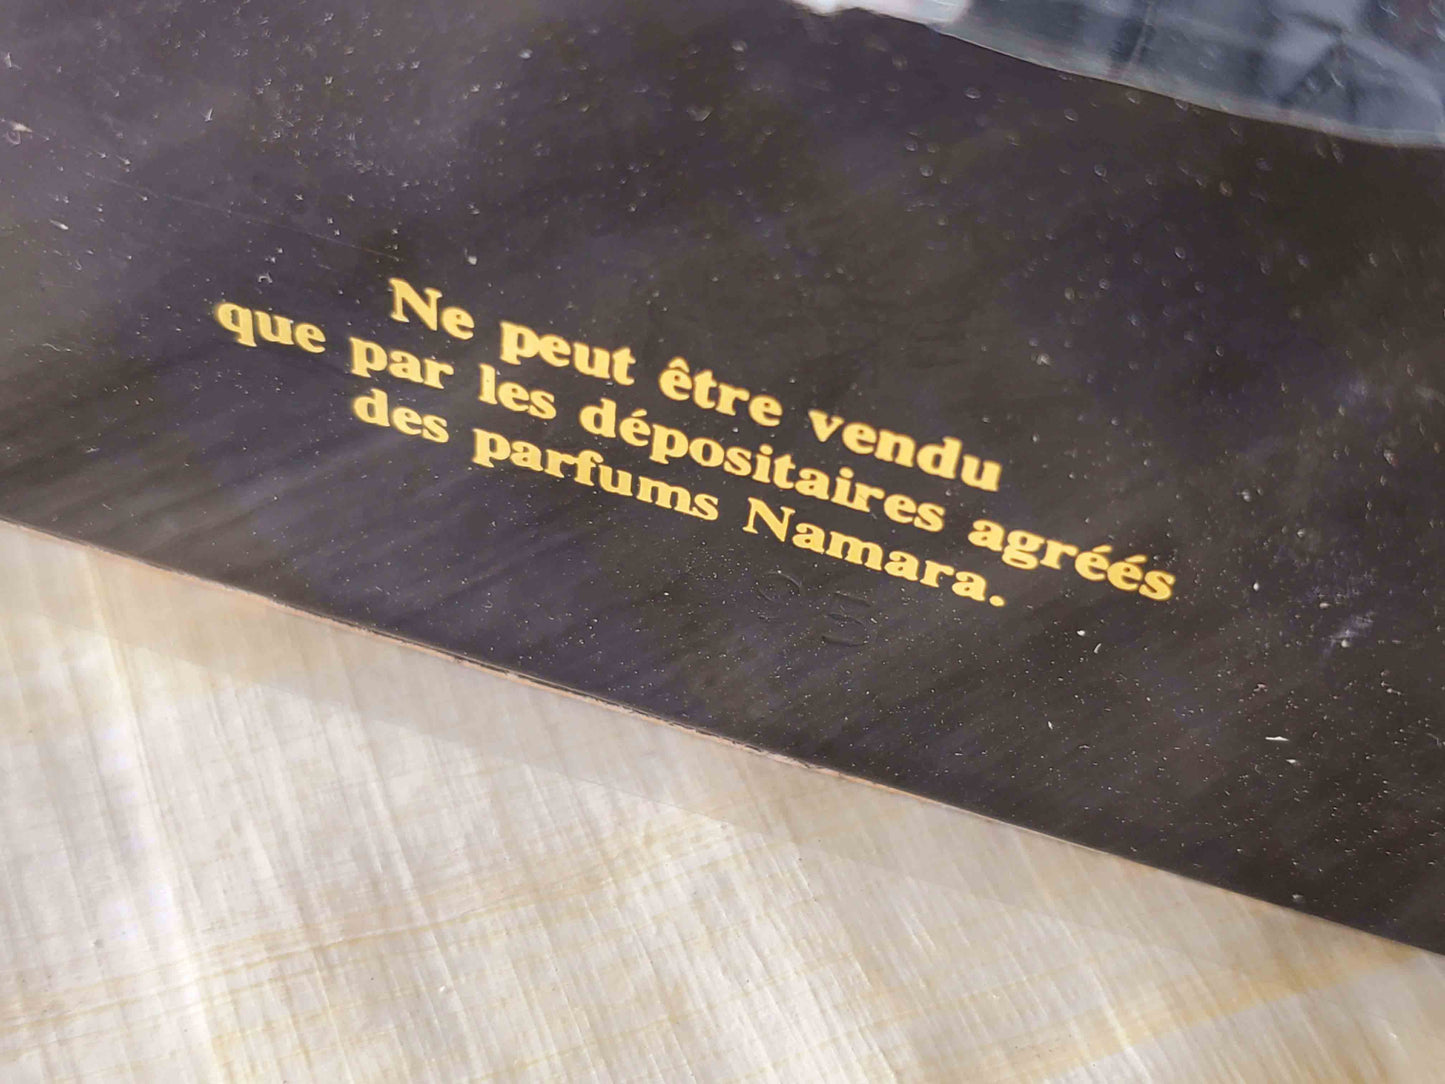 Ne peut être vendu
que par les dépositaires agréés
des parfums Namara.